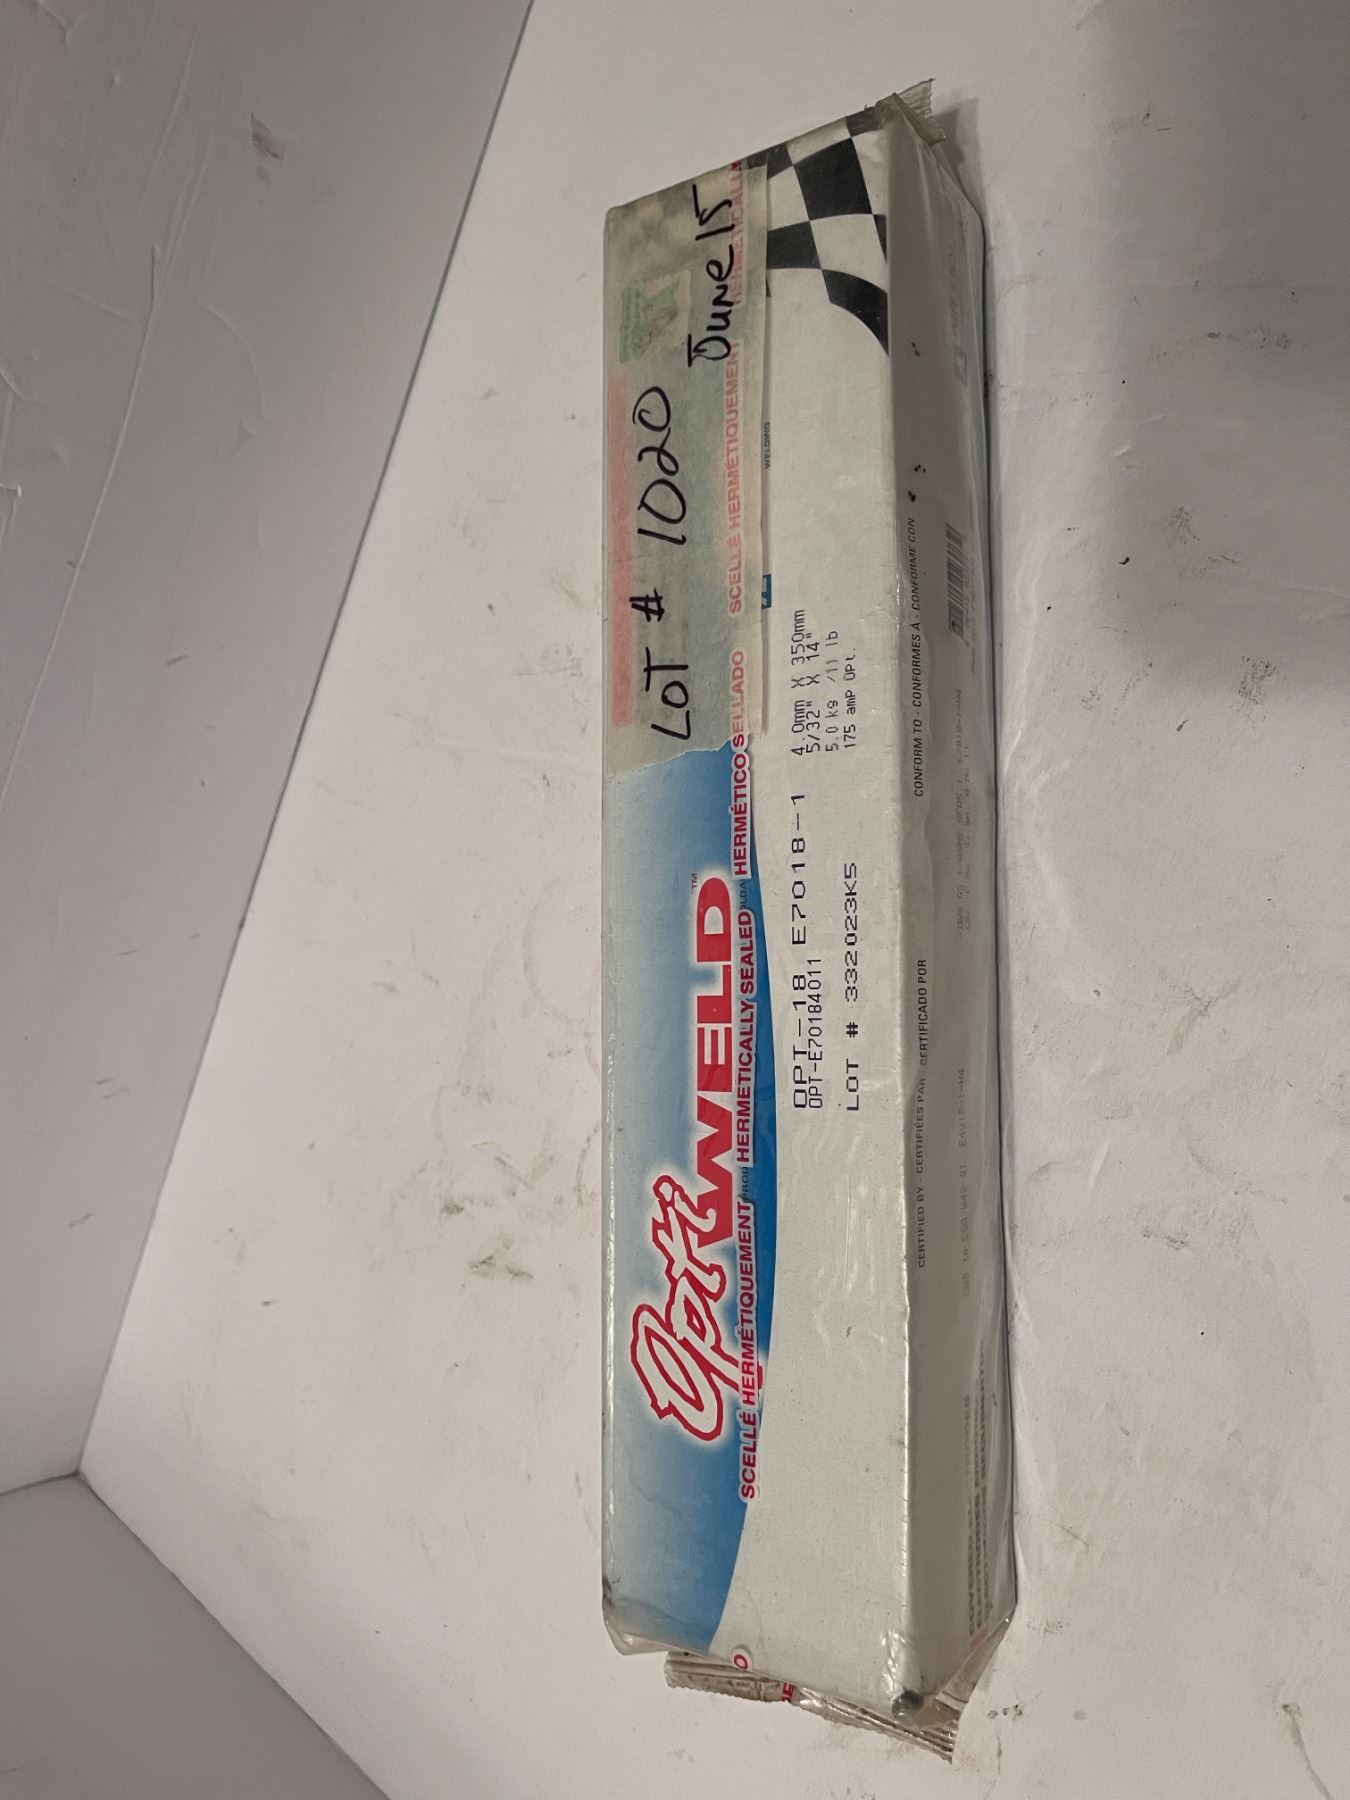 LOT # 1020
June 15
Opti WELD™
SCELLÉ HERMÉTIQUEMENT HERMETICALLY SEALED HERMÉTICO SELLADO SCELLÉ HERMÉTIQUEMENT HERMETICALLY
WELDING
OPT-18 E7018-1
OPT-E70184011
LOT # 332023K5
4.0mm X 350mm
5/32" X 14"
5.0 kg /11 lb
175 amp Opt.
CERTIFIED BY - CERTIFIÉES PAR - CERTIFICADO POR
CONFORM TO - CONFORMES À - CONFORME CON